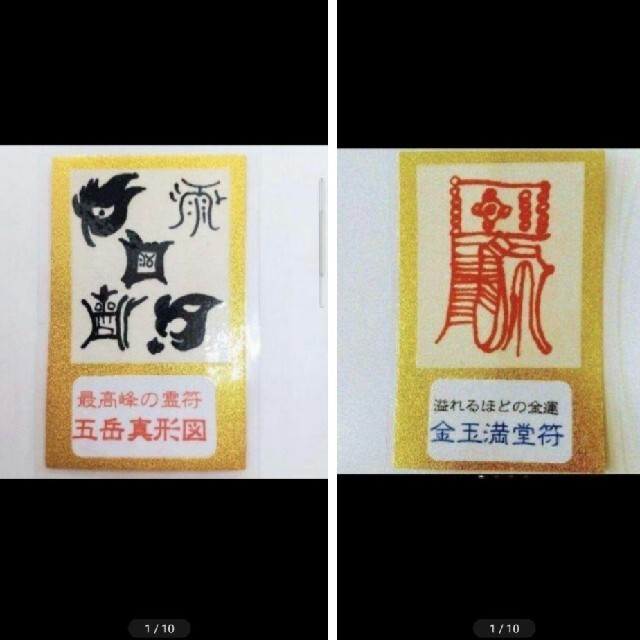 最高峰の霊符
五岳真形図
1/10
溢れるほどの金運
金玉満堂符
1/10